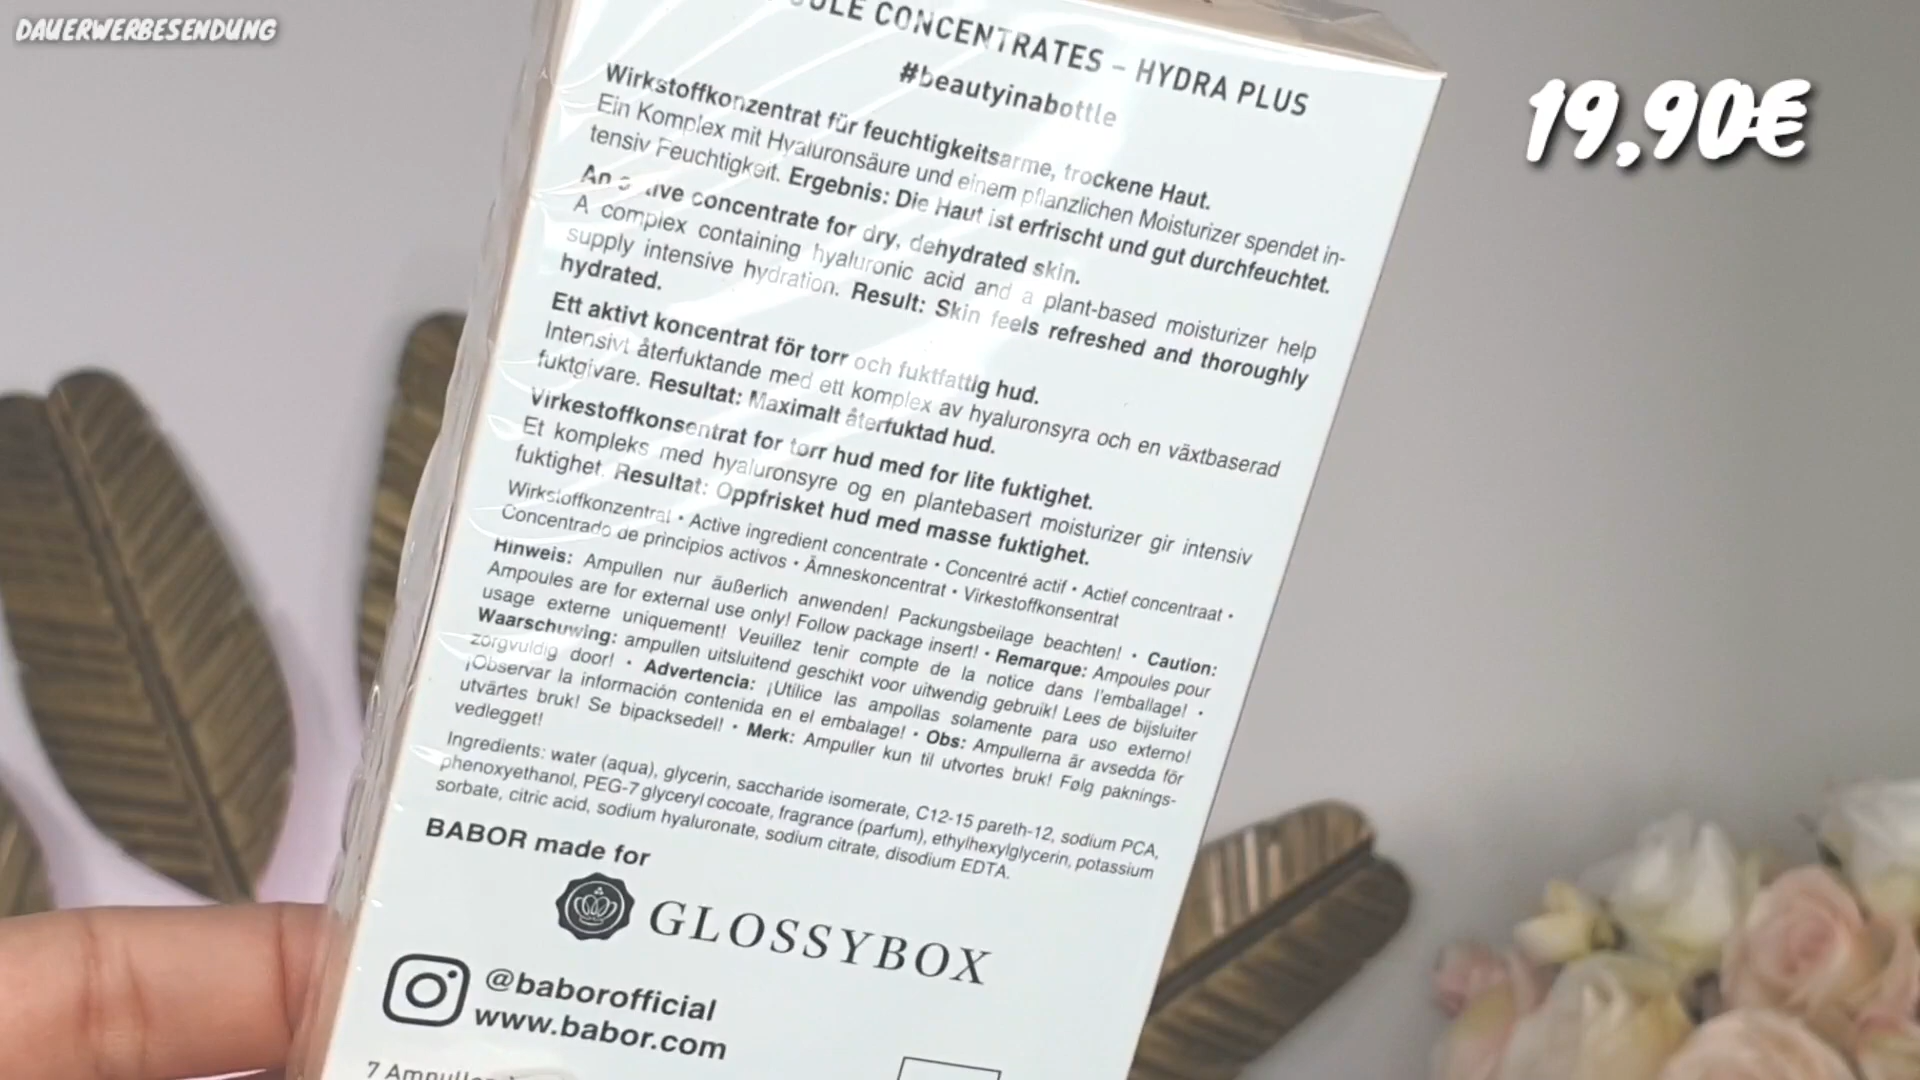 DAUERWERBESENDUNG
CONCENTRATES – HYDRA PLUS
#beautyinabottle
19,90€
Wirkstoffkonzentrat für feuchtigkeitsarme, trockene Haut.
Ein Komplex mit Hyaluronsäure und einem pflanzlichen Moisturizer spendet in-
tensiv Feuchtigkeit. Ergebnis: Die Haut ist erfrischt und gut durchfeuchtet.
An active concentrate for dry, dehydrated skin.
A complex containing hyaluronic acid and a plant-based moisturizer help
supply intensive hydration. Result: Skin feels refreshed and thoroughly
hydrated.
Ett aktivt koncentrat för torr och fuktfattig hud.
Intensivt återfuktande med ett komplex av hyaluronsyra och en växtbaserad
fuktgivare. Resultat: Maximalt återfuktad hud.
Virkestoffkonsentrat for torr hud med for lite fuktighet.
Et kompleks med hyaluronsyre og en plantebasert moisturizer gir intensiv
fuktighet. Resultat: Oppfrisket hud med masse fuktighet.
Wirkstoffkonzentrat • Active ingredient concentrate • Concentré actif • Actief concentraat •
Concentrado de principios activos • Ämneskoncentrat • Virkestoffkonsentrat
Hinweis: Ampullen nur äußerlich anwenden! Packungsbeilage beachten! • Caution:
Ampoules are for external use only! Follow package insert! • Remarque: Ampoules pour
usage externe uniquement! Veuillez tenir compte de la notice dans l'emballage! •
Waarschuwing: ampullen uitsluitend geschikt voor uitwendig gebruik! Lees de bijsluiter
zorgvuldig door! • Advertencia: ¡Utilice las ampollas solamente para uso externo!
¡Observar la información contenida en el embalage! • Obs: Ampullerna är avsedda för
utvärtes bruk! Se bipacksedel! • Merk: Ampuller kun til utvortes bruk! Følg paknings-
vedlegget!
Ingredients: water (aqua), glycerin, saccharide isomerate, C12-15 pareth-12, sodium PCA,
phenoxyethanol, PEG-7 glyceryl cocoate, fragrance (parfum), ethylhexylglycerin, potassium
sorbate, citric acid, sodium hyaluronate, sodium citrate, disodium EDTA.
BABOR made for
GLOSSYBOX
@baborofficial
www.babor.com
7